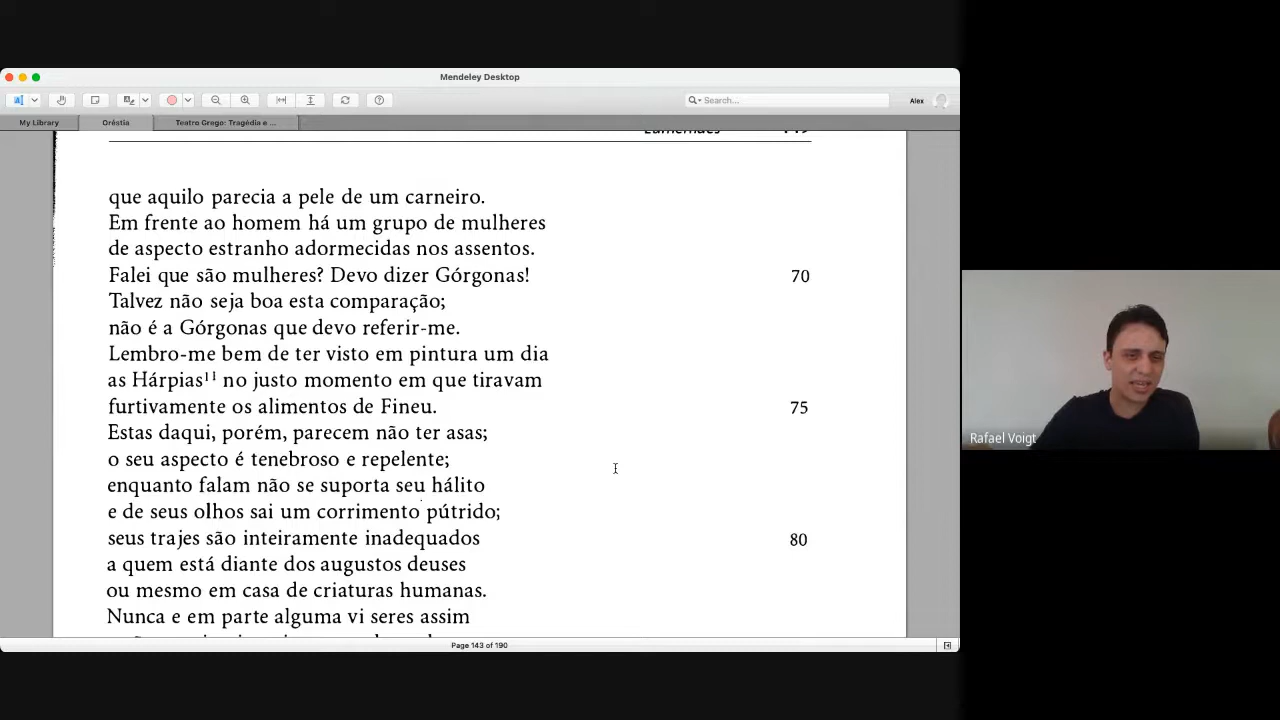 Mendeley Desktop
Search...
Alex
My Library
Oréstia
Teatro Grego: Tragédia e ...
Eumênides 149
que aquilo parecia a pele de um carneiro.
Em frente ao homem há um grupo de mulheres
de aspecto estranho adormecidas nos assentos.
Falei que são mulheres? Devo dizer Górgonas! 70
Talvez não seja boa esta comparação;
não é a Górgonas que devo referir-me.
Lembro-me bem de ter visto em pintura um dia
as Hárpias¹¹ no justo momento em que tiravam
furtivamente os alimentos de Fineu. 75
Estas daqui, porém, parecem não ter asas;
o seu aspecto é tenebroso e repelente;
enquanto falam não se suporta seu hálito
e de seus olhos sai um corrimento pútrido;
seus trajes são inteiramente inadequados 80
a quem está diante dos augustos deuses
ou mesmo em casa de criaturas humanas.
Nunca e em parte alguma vi seres assim
Page 143 of 190
Rafael Voigt